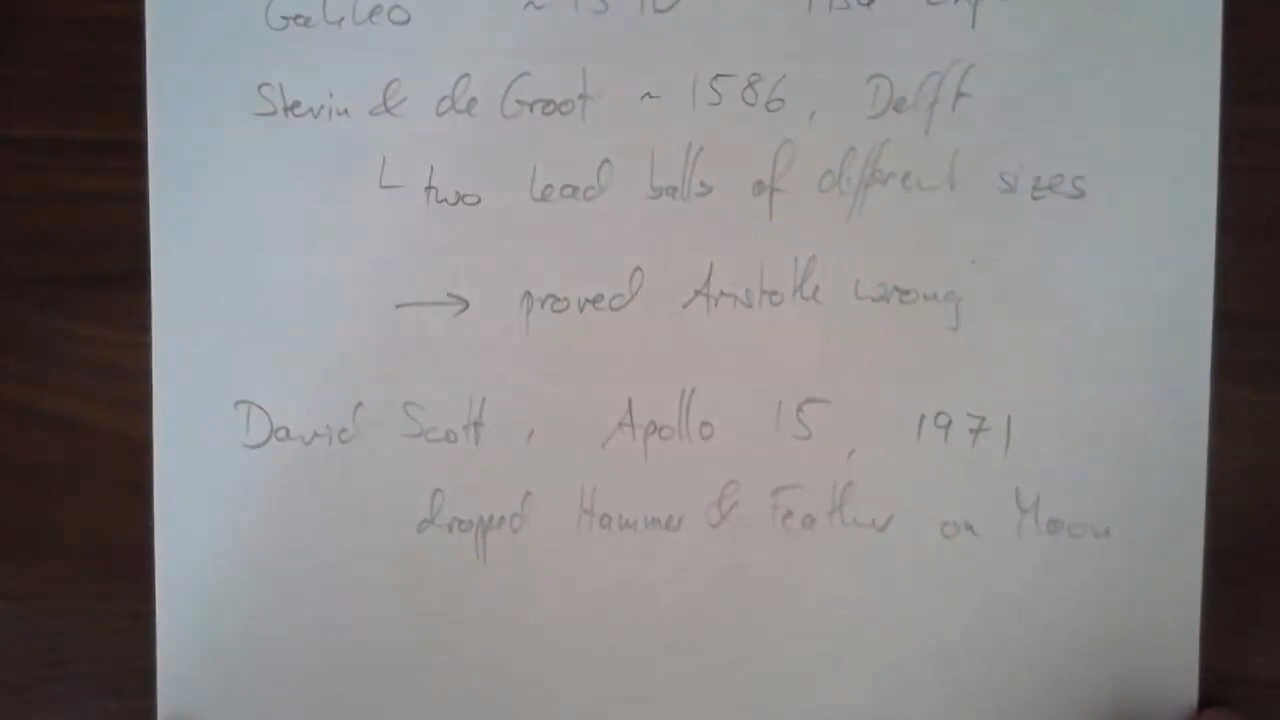 Galileo
Stevin & de Groot ~ 1586, Delft
two lead balls of different sizes
→ proved Aristotle wrong
David Scott, Apollo 15, 1971
dropped Hammer & Feather on Moon